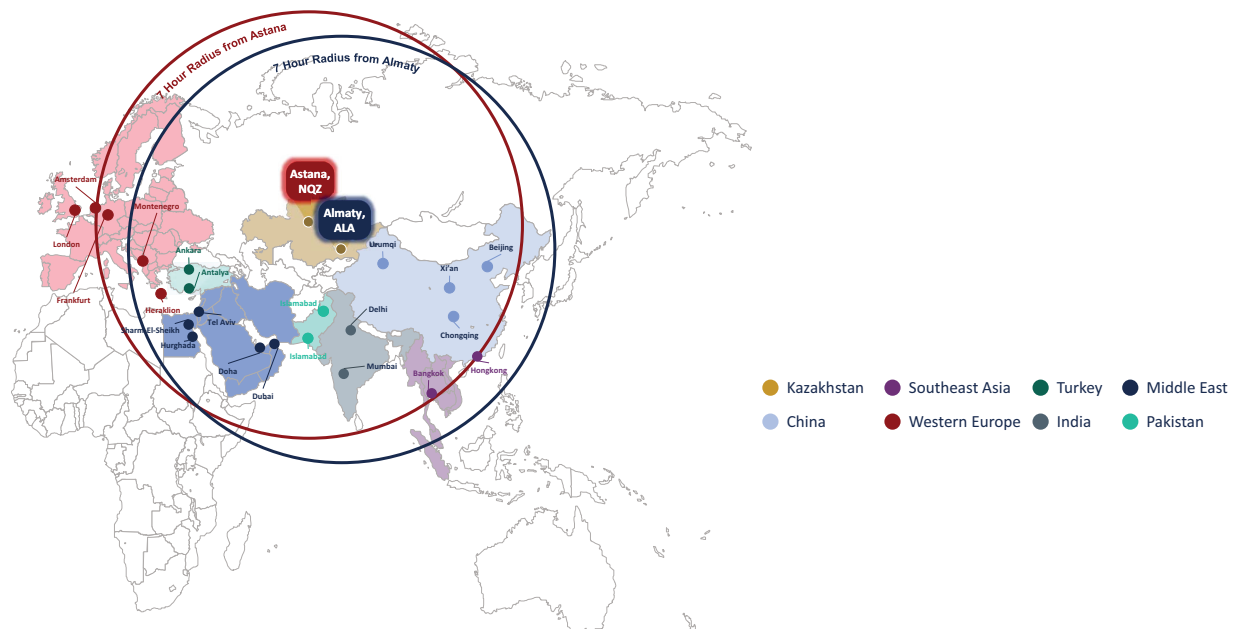 7 Hour Radius from Astana
7 Hour Radius from Almaty
Astana,
NQZ
Almaty,
ALA
Amsterdam
Montenegro
London
Frankfurt
Heraklion
Ankara
Antalya
Tel Aviv
Sharm El-Sheikh
Hurghada
Doha
Dubai
Islamabad
Islamabad
Delhi
Mumbai
Urumqi
Beijing
Xi'an
Chongqing
Bangkok
Hongkong
Kazakhstan
Southeast Asia
Turkey
Middle East
China
Western Europe
India
Pakistan